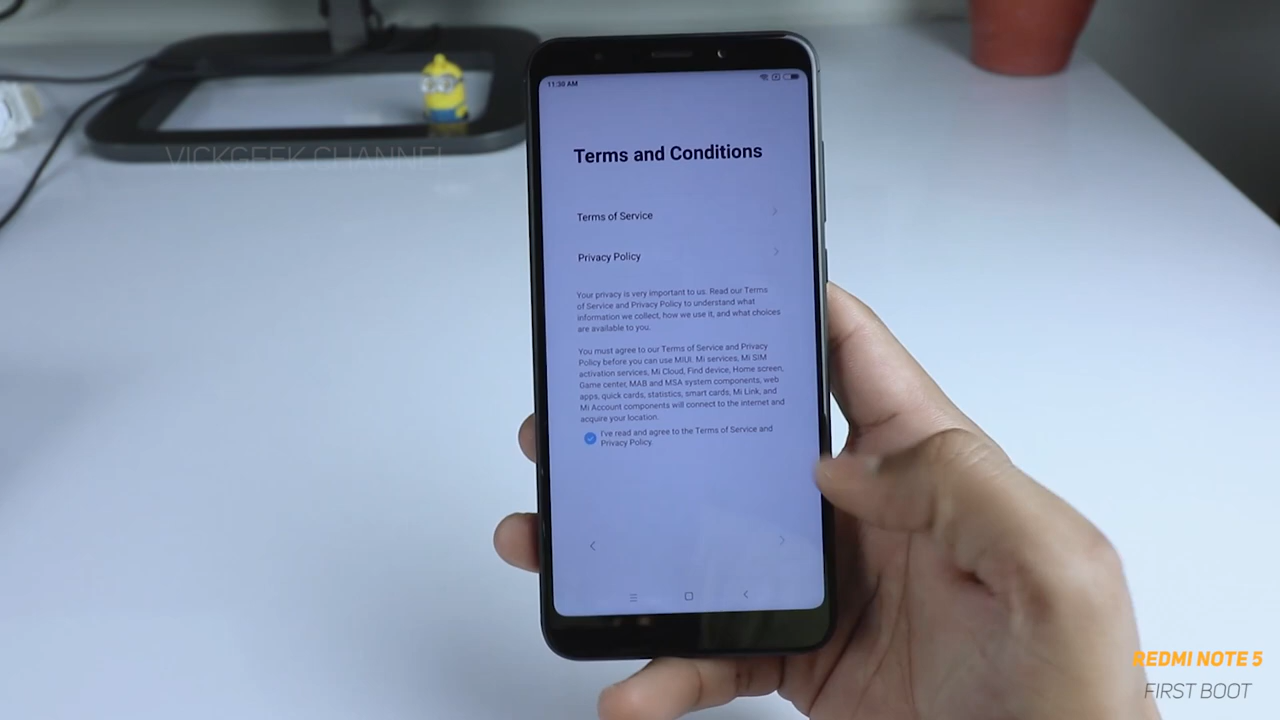 VICKGEEK CHANNEL
11:30 AM
Terms and Conditions
Terms of Service
Privacy Policy
Your privacy is very important to us. Read our Terms
of Service and Privacy Policy to understand what
information we collect, how we use it, and what choices
are available to you.
You must agree to our Terms of Service and Privacy
Policy before you can use MIUI. Mi services, Mi SIM
activation services, Mi Cloud, Find device, Home screen,
Game center, MAB and MSA system components, web
apps, quick cards, statistics, smart cards, Mi Link, and
Mi Account components will connect to the internet and
acquire your location.
I've read and agree to the Terms of Service and
Privacy Policy.
REDMI NOTE 5
FIRST BOOT